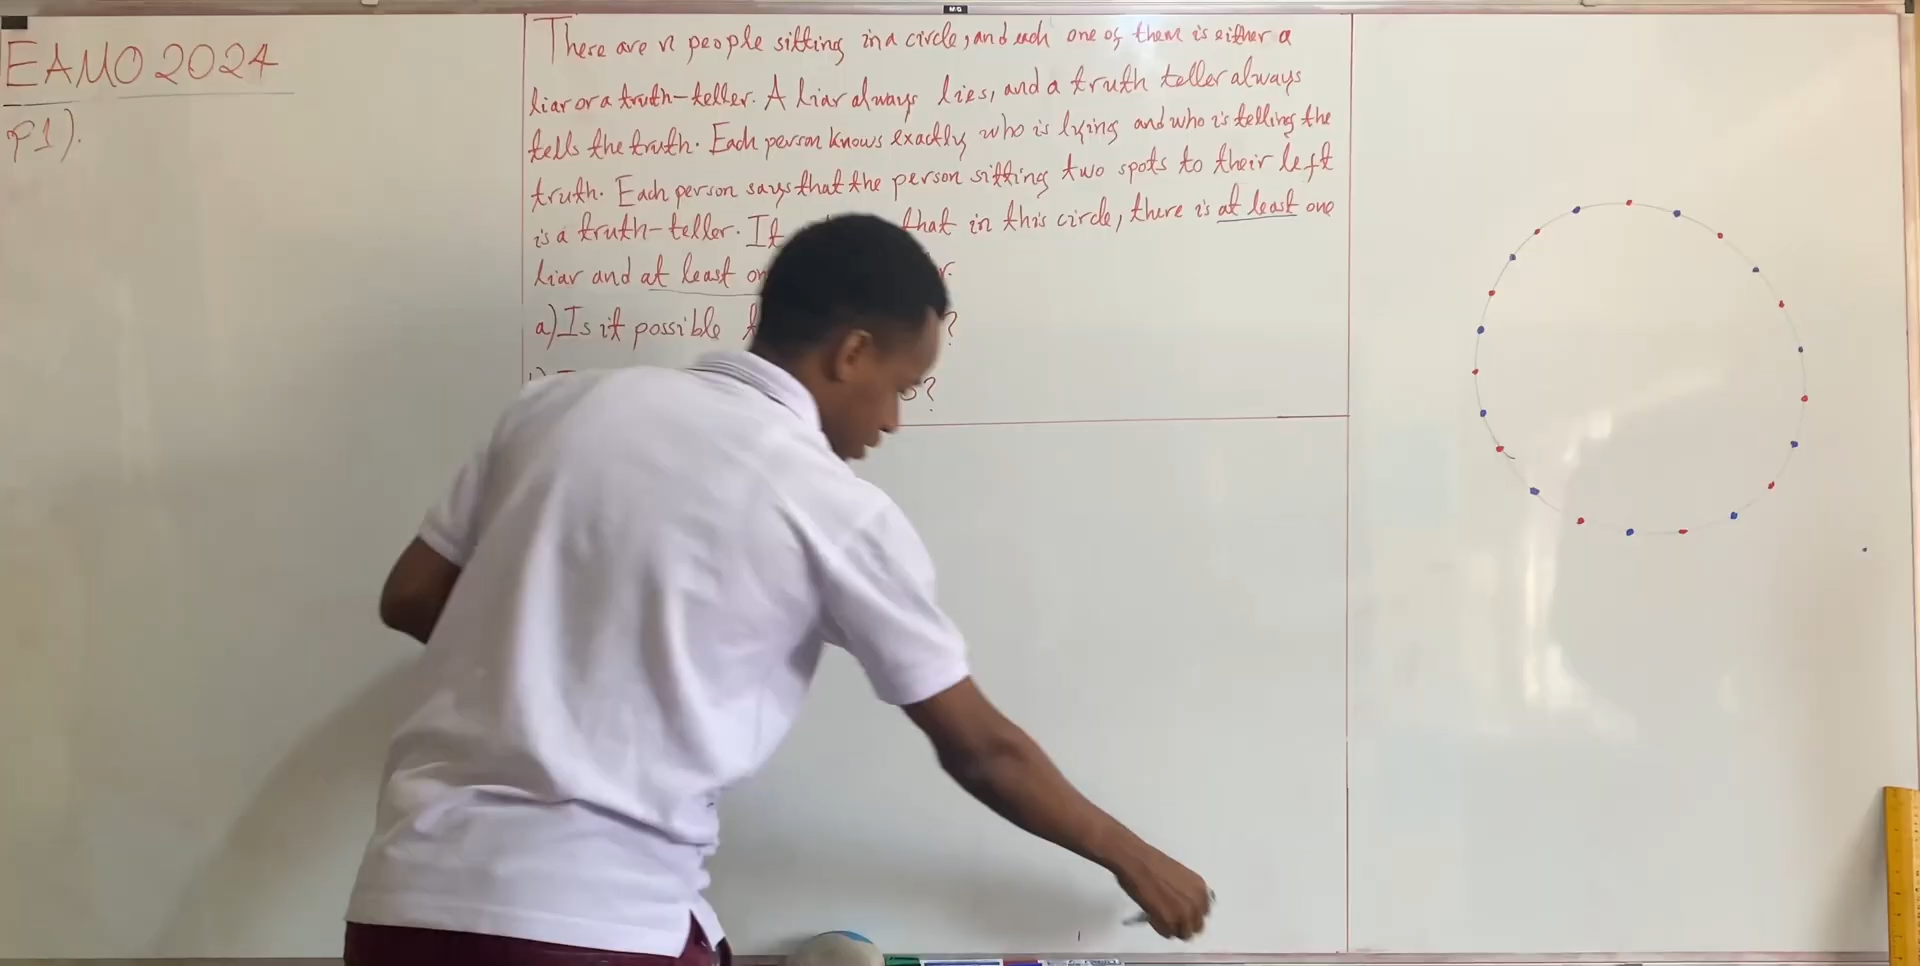 EAMO 2024
P1).
There are n people sitting in a circle, and each one of them is either a
liar or a truth-teller. A liar always lies, and a truth teller always
tells the truth. Each person knows exactly who is lying and who is telling the
truth. Each person says that the person sitting two spots to their left
is a truth-teller. It that in this circle, there is at least one
liar and at least
a) Is it possible ?
?